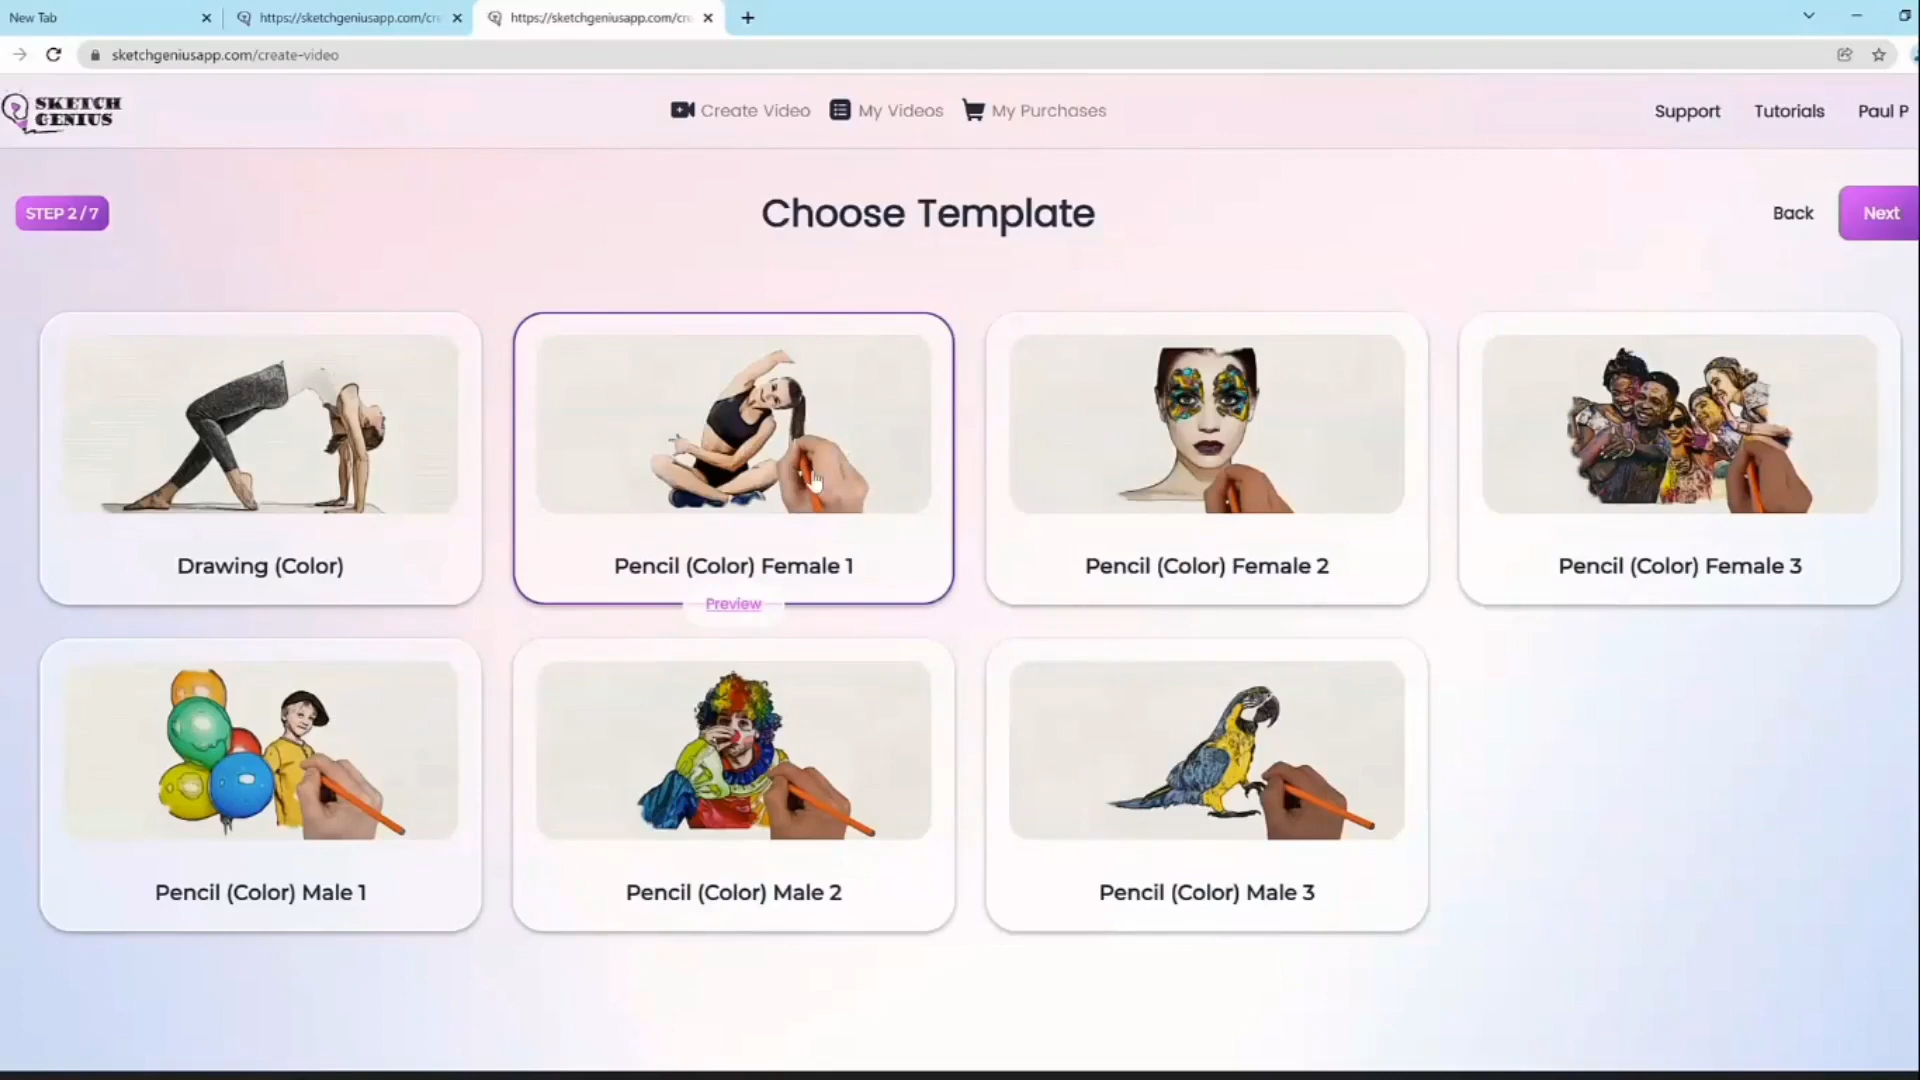 New Tab
https://sketchgeniusapp.com/cre
https://sketchgeniusapp.com/cre
sketchgeniusapp.com/create-video
SKETCH
GENIUS
Create Video
My Videos
My Purchases
Support
Tutorials
Paul P
STEP 2 / 7
Choose Template
Back
Next
Drawing (Color)
Pencil (Color) Female 1
Pencil (Color) Female 2
Pencil (Color) Female 3
Preview
Pencil (Color) Male 1
Pencil (Color) Male 2
Pencil (Color) Male 3